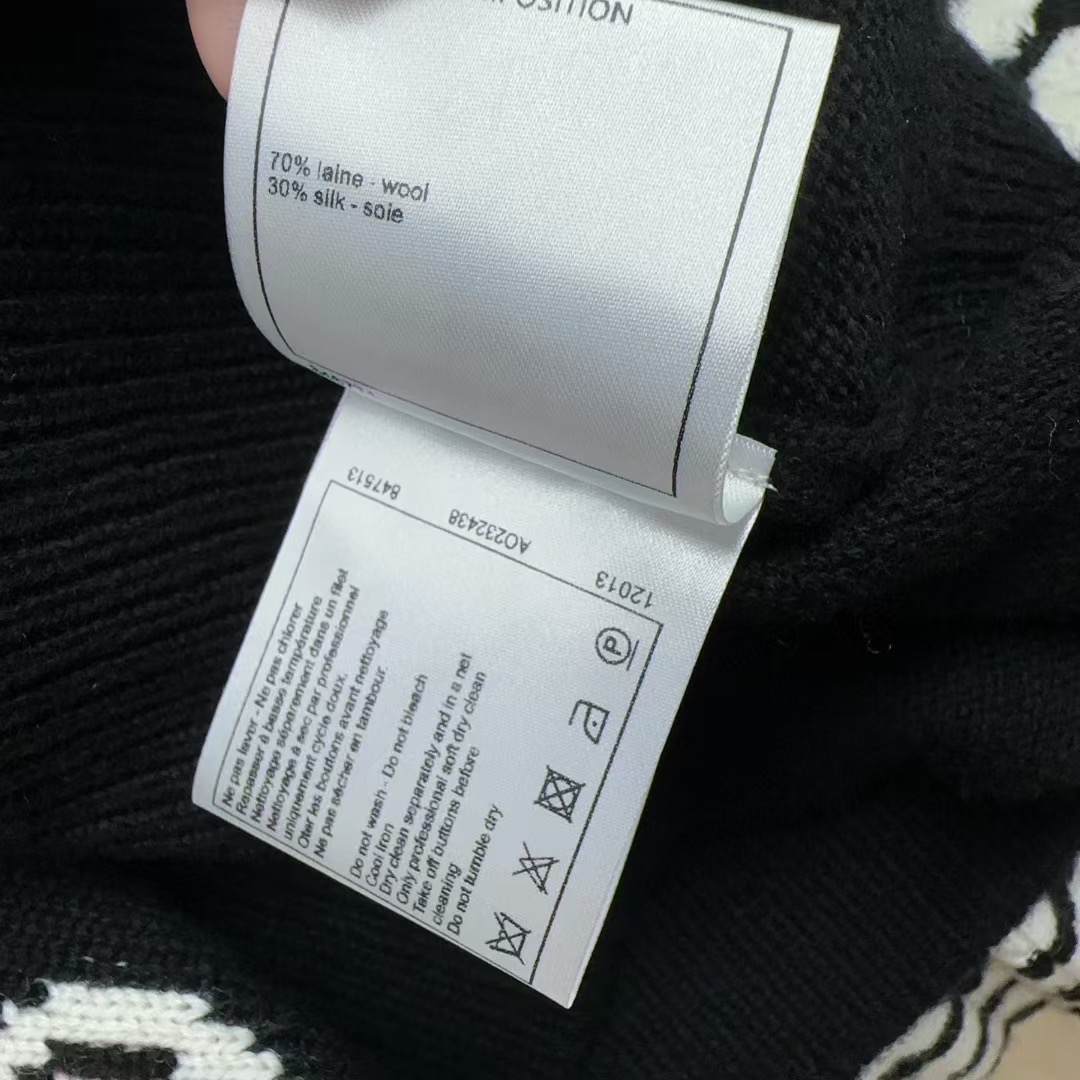 70% laine - wool
30% silk - soie
847513
AO232438
12013
Ne pas laver - Ne pas chlorer
Repasser à basse température
Nettoyage séparement dans un filet
Nettoyage à sec par professionnel
uniquement cycle doux.
Oter les boutons avant nettoyage
Ne pas sécher en tambour.
Do not wash - Do not bleach
Cool Iron
Dry clean separately and in a net
Only professional soft dry clean
Take off buttons before
cleaning
Do not tumble dry
P